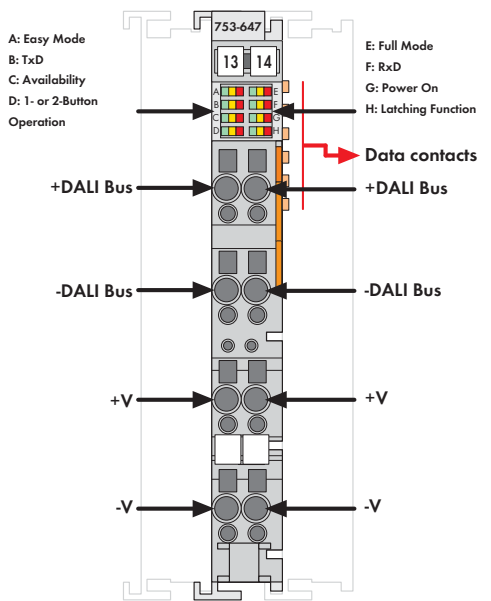 753-647
13 14
A: Easy Mode
B: TxD
C: Availability
D: 1- or 2-Button
Operation
E: Full Mode
F: RxD
G: Power On
H: Latching Function
A E
B F
C G
D H
Data contacts
+DALI Bus +DALI Bus
-DALI Bus -DALI Bus
+V +V
-V -V